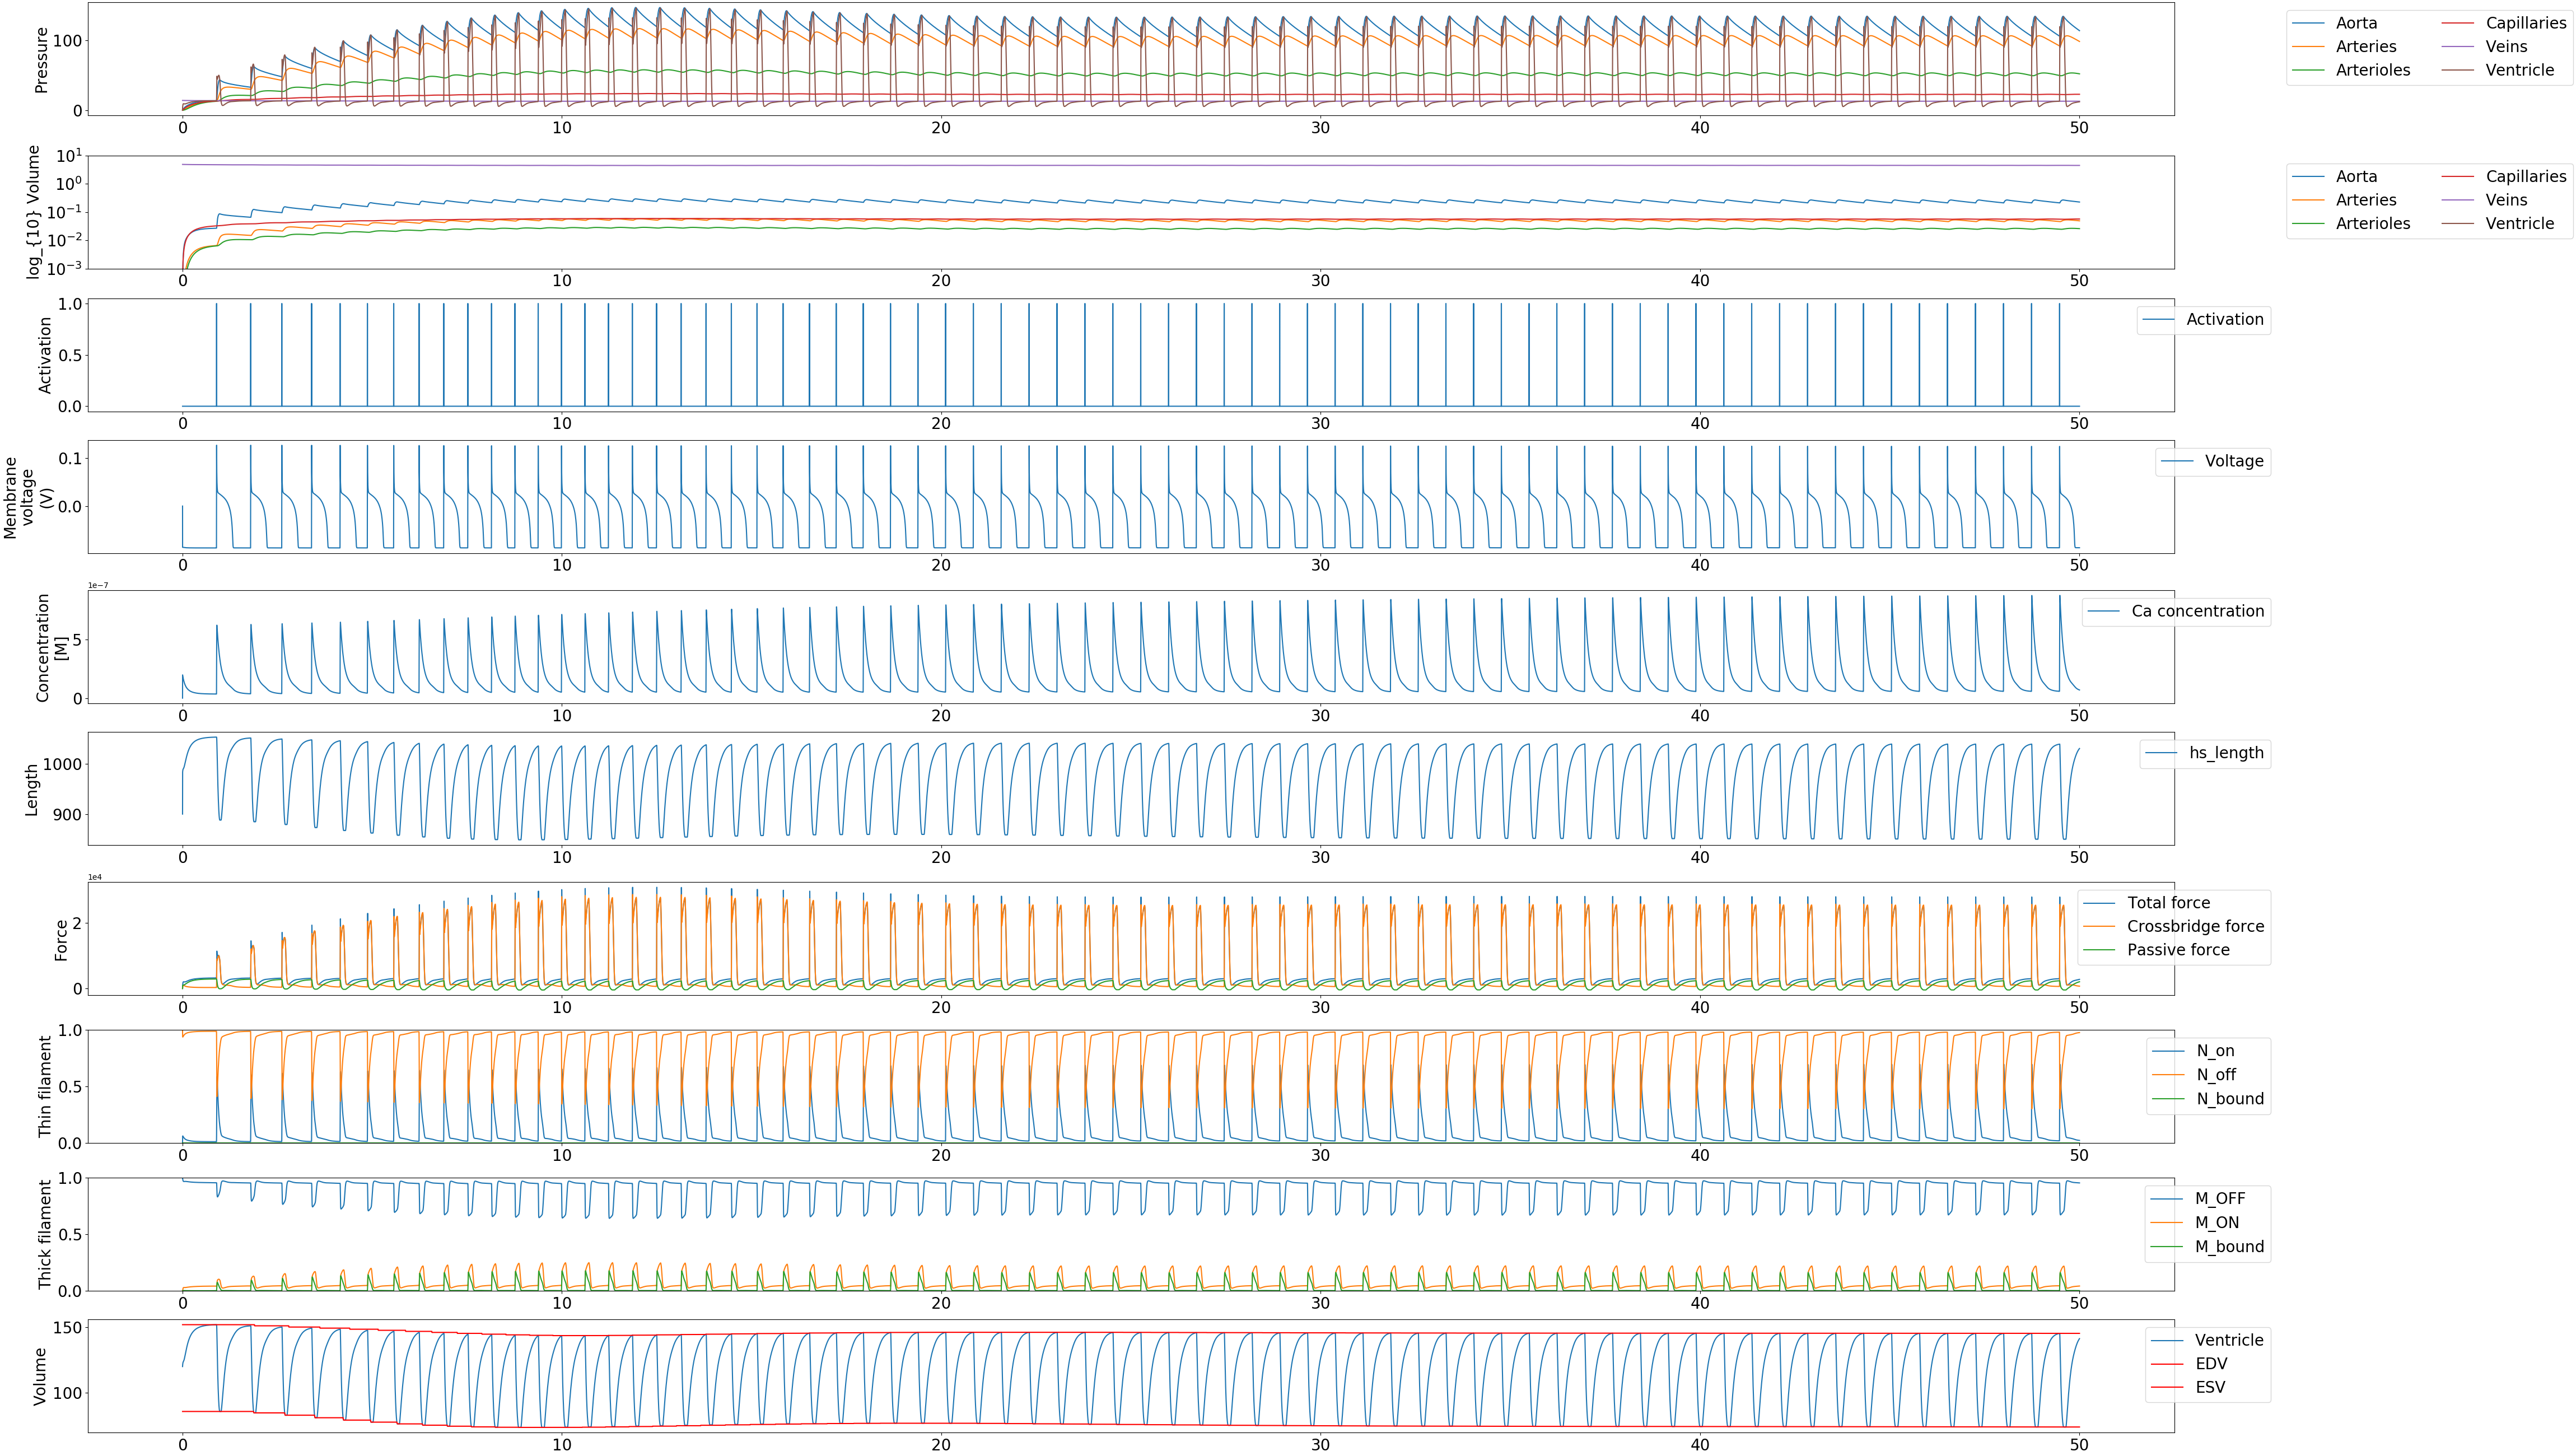 Pressure
100
0
0 10 20 30 40 50
Aorta Capillaries
Arteries Veins
Arterioles Ventricle
log_{10} Volume
10^1
10^0
10^-1
10^-2
10^-3
0 10 20 30 40 50
Aorta Capillaries
Arteries Veins
Arterioles Ventricle
Activation
1.0
0.5
0.0
0 10 20 30 40 50
Activation
Membrane
voltage
(V)
0.1
0.0
0 10 20 30 40 50
Voltage
1e−7
Concentration
[M]
5
0
0 10 20 30 40 50
Ca concentration
Length
1000
900
0 10 20 30 40 50
hs_length
1e4
Force
2
0
0 10 20 30 40 50
Total force
Crossbridge force
Passive force
Thin filament
1.0
0.5
0.0
0 10 20 30 40 50
N_on
N_off
N_bound
Thick filament
1.0
0.5
0.0
0 10 20 30 40 50
M_OFF
M_ON
M_bound
Volume
150
100
0 10 20 30 40 50
Ventricle
EDV
ESV